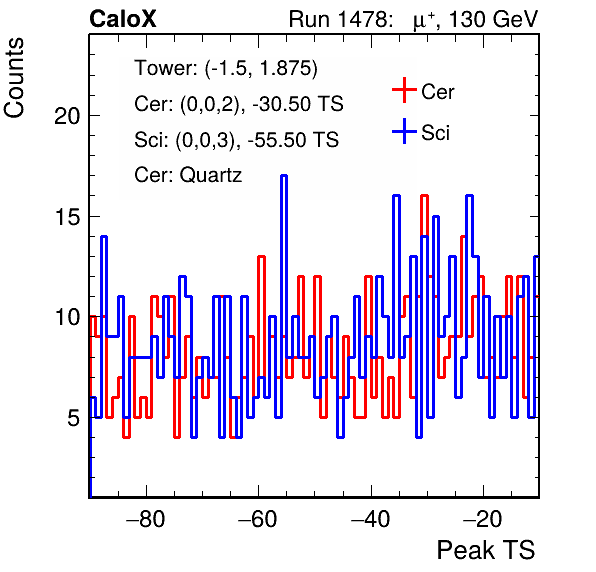 CaloX Run 1478: μ⁺, 130 GeV
Counts
Tower: (-1.5, 1.875)
Cer: (0,0,2), -30.50 TS
Sci: (0,0,3), -55.50 TS
Cer: Quartz
Cer
Sci
20
15
10
5
−80 −60 −40 −20
Peak TS